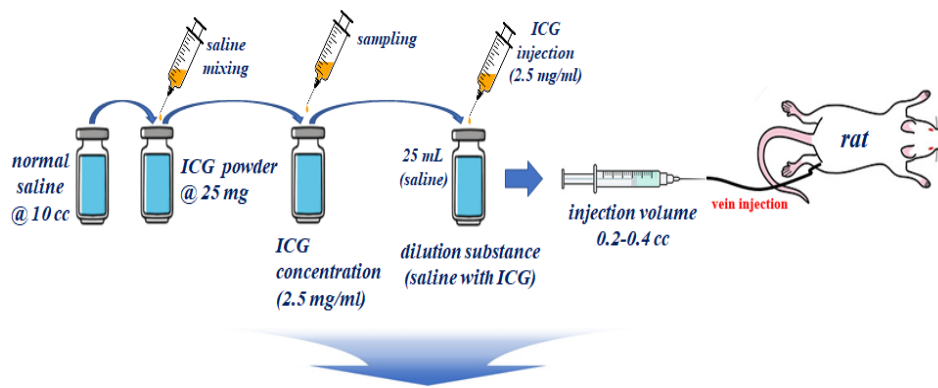 saline
mixing
sampling
ICG
injection
(2.5 mg/ml)
normal
saline
@ 10 cc
ICG powder
@ 25 mg
25 mL
(saline)
rat
vein injection
injection volume
0.2-0.4 cc
ICG
concentration
(2.5 mg/ml)
dilution substance
(saline with ICG)